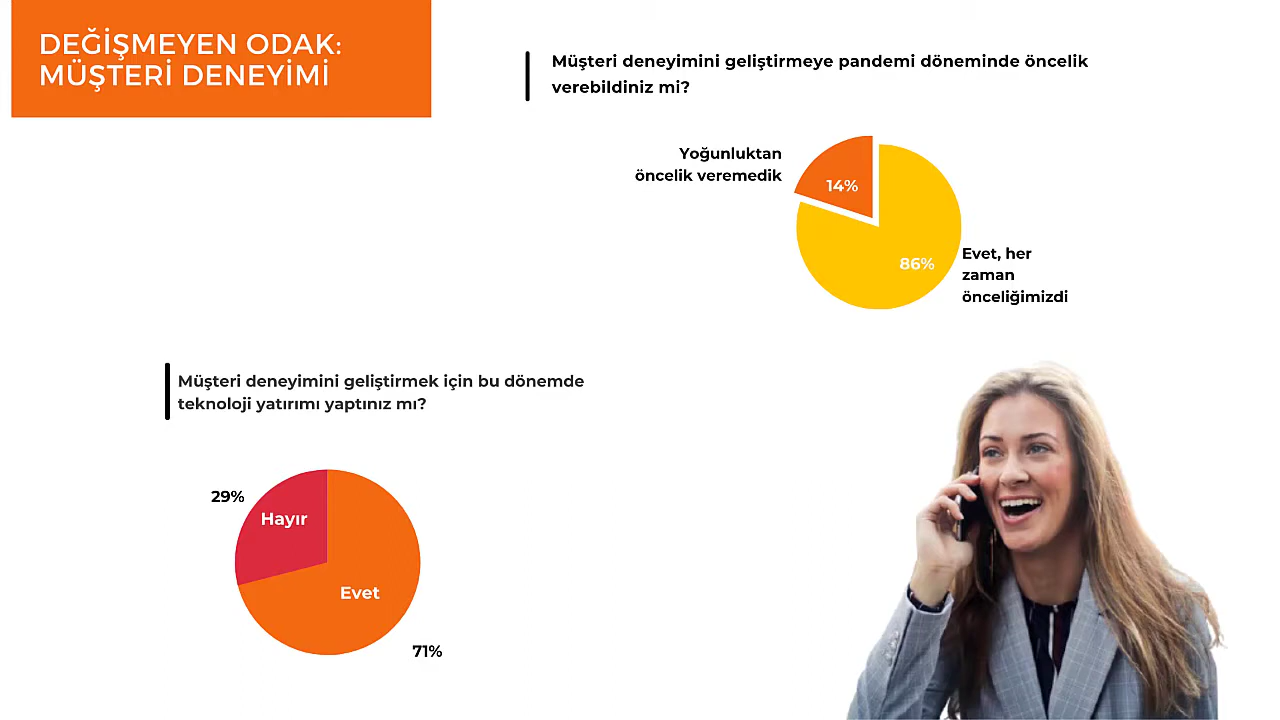 DEĞİŞMEYEN ODAK:
MÜŞTERİ DENEYİMİ
Müşteri deneyimini geliştirmeye pandemi döneminde öncelik
verebildiniz mi?
Yoğunluktan
öncelik veremedik
14%
86%
Evet, her
zaman
önceliğimizdi
Müşteri deneyimini geliştirmek için bu dönemde
teknoloji yatırımı yaptınız mı?
29%
Hayır
Evet
71%